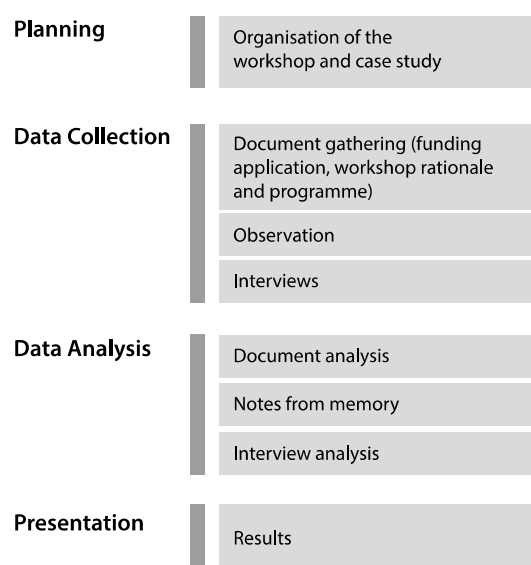 Planning
Organisation of the
workshop and case study
Data Collection
Document gathering (funding
application, workshop rationale
and programme)
Observation
Interviews
Data Analysis
Document analysis
Notes from memory
Interview analysis
Presentation
Results